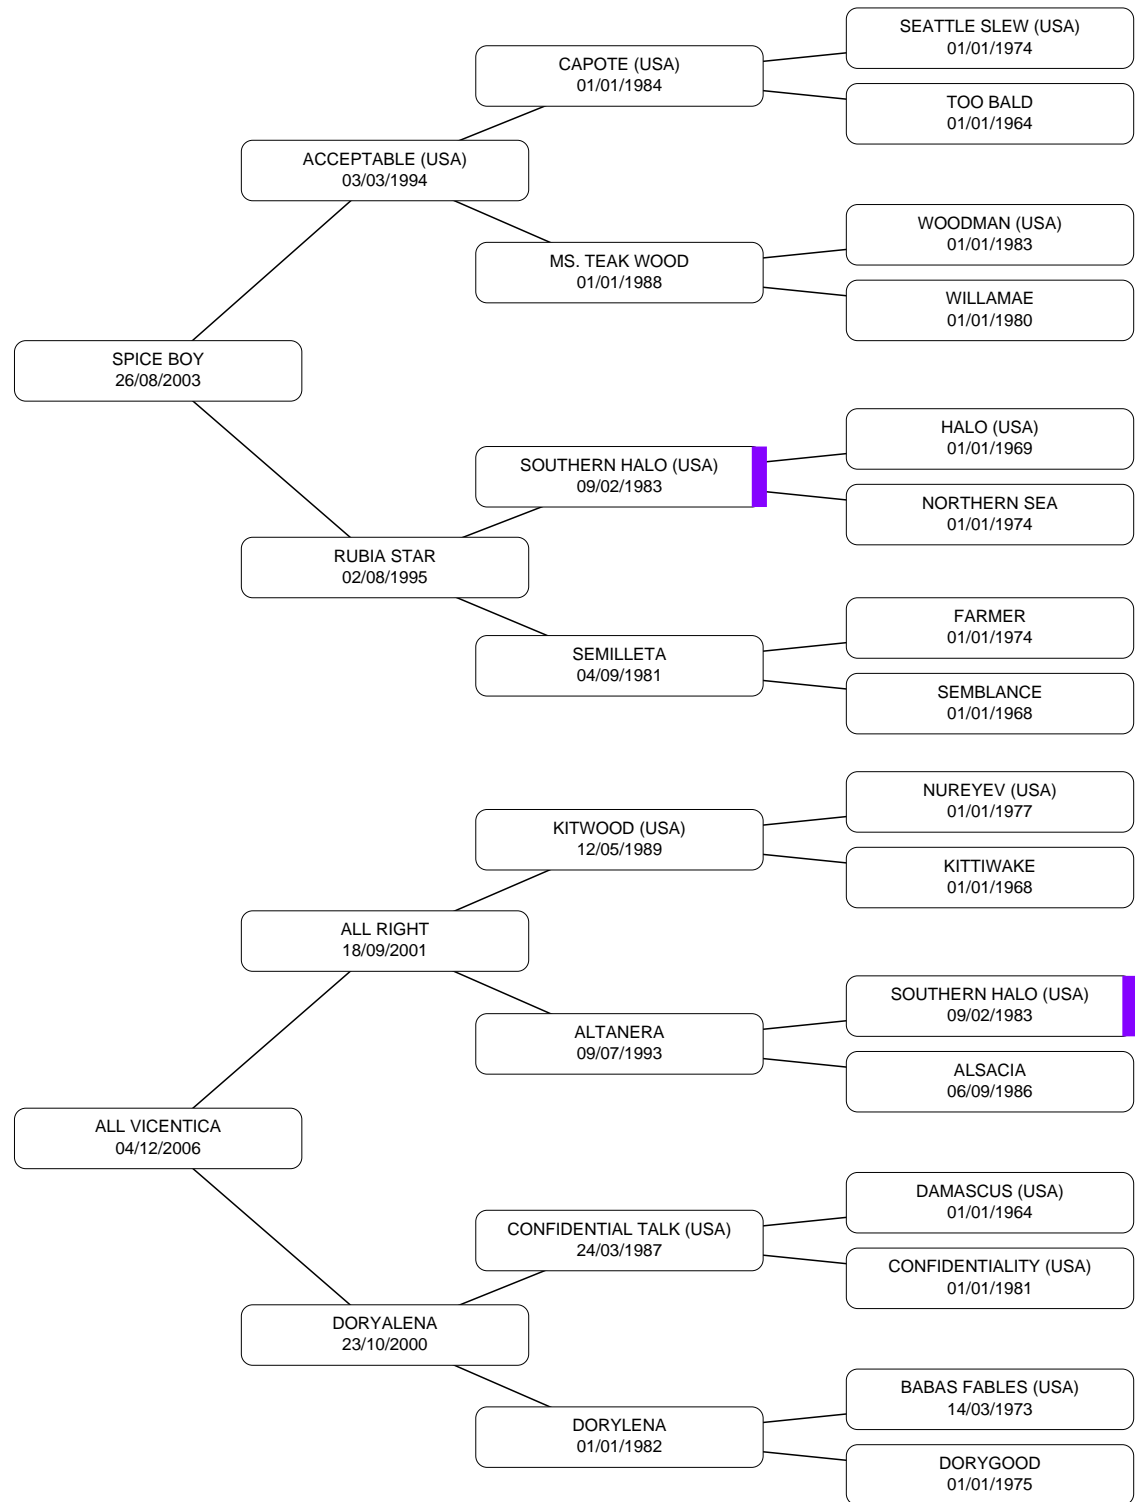 SEATTLE SLEW (USA)
01/01/1974
CAPOTE (USA)
01/01/1984
TOO BALD
01/01/1964
ACCEPTABLE (USA)
03/03/1994
WOODMAN (USA)
01/01/1983
MS. TEAK WOOD
01/01/1988
WILLAMAE
01/01/1980
SPICE BOY
26/08/2003
HALO (USA)
01/01/1969
SOUTHERN HALO (USA)
09/02/1983
NORTHERN SEA
01/01/1974
RUBIA STAR
02/08/1995
FARMER
01/01/1974
SEMILLETA
04/09/1981
SEMBLANCE
01/01/1968
NUREYEV (USA)
01/01/1977
KITWOOD (USA)
12/05/1989
KITTIWAKE
01/01/1968
ALL RIGHT
18/09/2001
SOUTHERN HALO (USA)
09/02/1983
ALTANERA
09/07/1993
ALSACIA
06/09/1986
ALL VICENTICA
04/12/2006
DAMASCUS (USA)
01/01/1964
CONFIDENTIAL TALK (USA)
24/03/1987
CONFIDENTIALITY (USA)
01/01/1981
DORYALENA
23/10/2000
BABAS FABLES (USA)
14/03/1973
DORYLENA
01/01/1982
DORYGOOD
01/01/1975